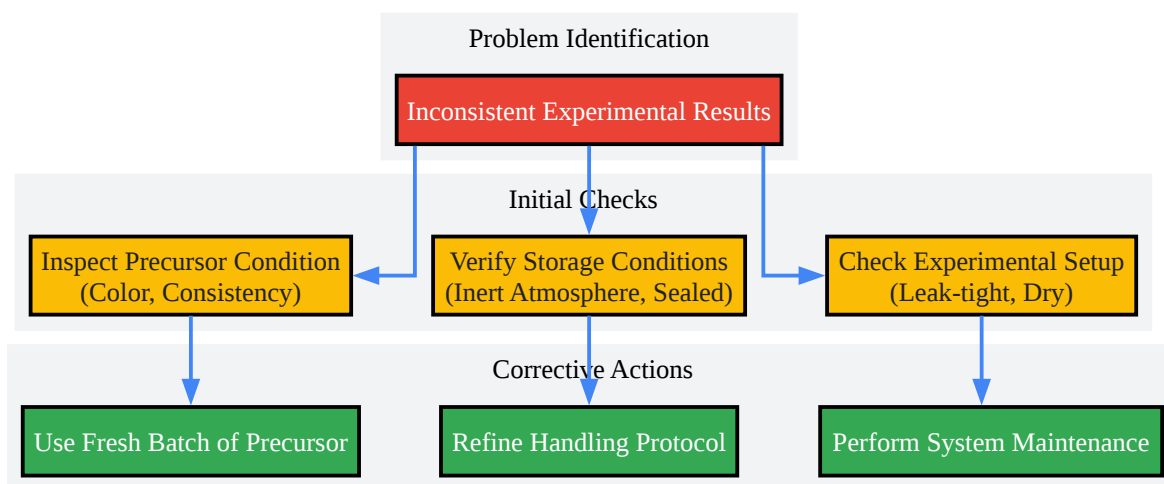 Problem Identification
Inconsistent Experimental Results
Initial Checks
Inspect Precursor Condition
(Color, Consistency)
Verify Storage Conditions
(Inert Atmosphere, Sealed)
Check Experimental Setup
(Leak-tight, Dry)
Corrective Actions
Use Fresh Batch of Precursor
Refine Handling Protocol
Perform System Maintenance